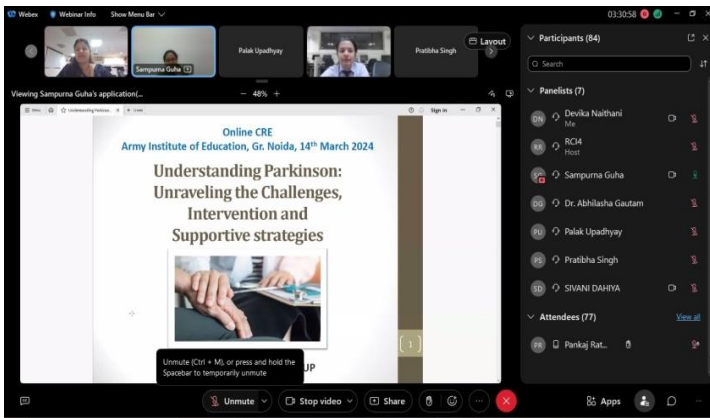 Webex
Webinar Info
Show Menu Bar
03:30:58
Sampurna Guha
Palak Upadhyay
Pratibha Singh
Layout
Viewing Sampurna Guha's application(...
48%
Sign in
Online CRE
Army Institute of Education, Gr. Noida, 14th March 2024
Understanding Parkinson:
Unraveling the Challenges,
Intervention and
Supportive strategies
1
UP
Unmute (Ctrl + M), or press and hold the
Spacebar to temporarily unmute
Participants (84)
Search
Panelists (7)
DN
Devika Naithani
Me
RR
RCI4
Host
SG
Sampurna Guha
DG
Dr. Abhilasha Gautam
PU
Palak Upadhyay
PS
Pratibha Singh
SD
SIVANI DAHIYA
Attendees (77)
View all
PR
Pankaj Rat...
Unmute
Stop video
Share
Apps